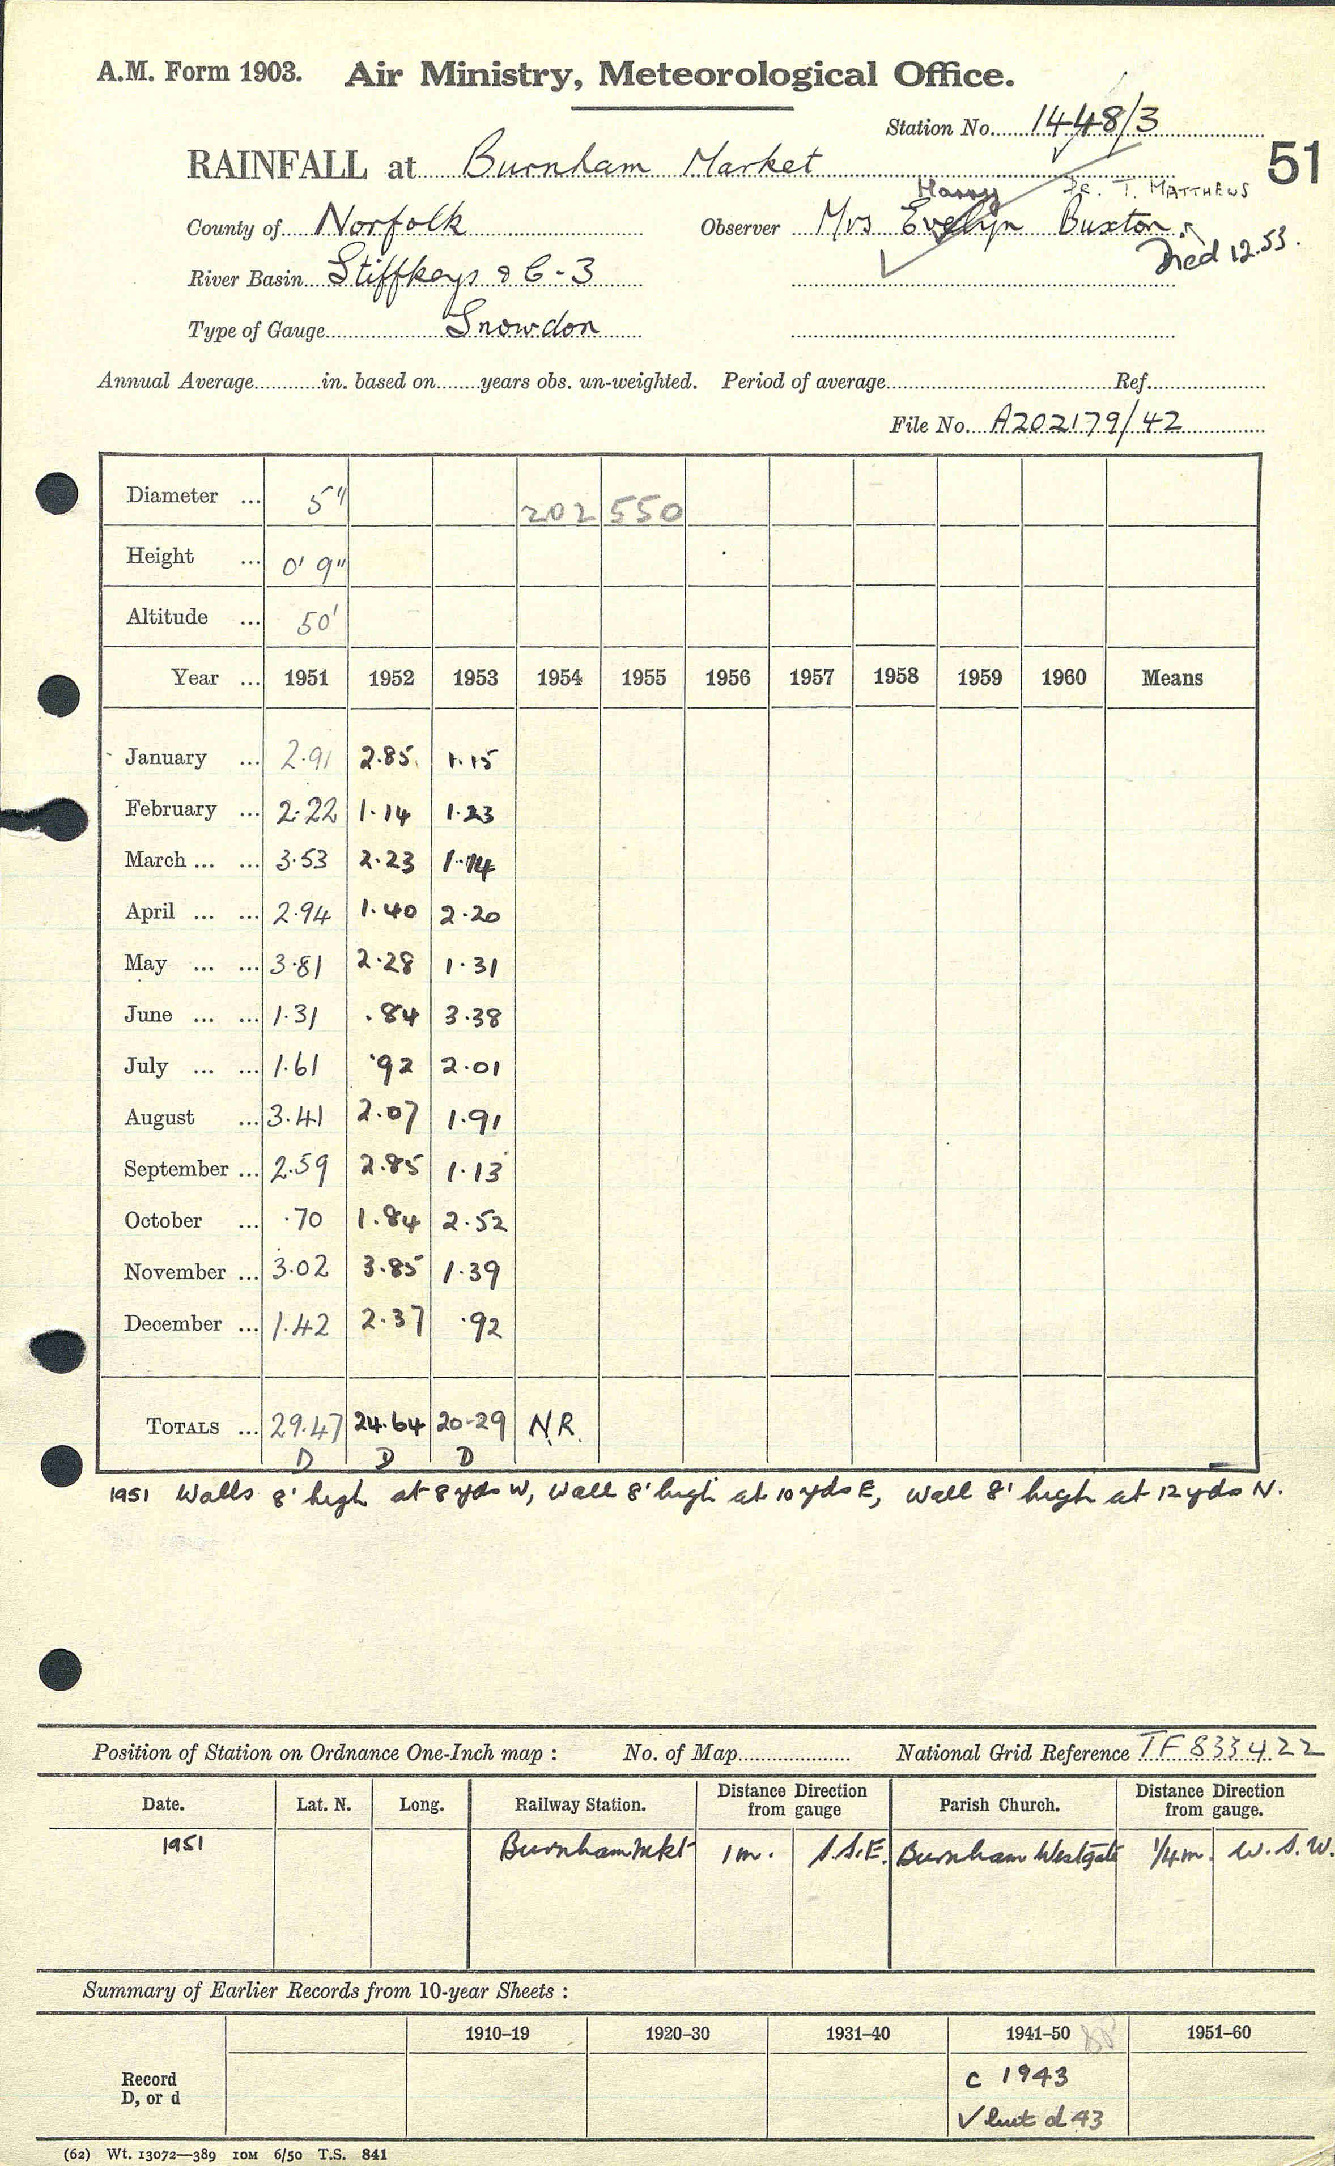 A.M. Form 1903. Air Ministry, Meteorological Office.
Station No. 1448/3
RAINFALL at Burnham Market
51
Harry Dr. T. MATTHEWS
County of Norfolk Observer Mrs Evelyn Buxton
Died 12.53.
River Basin Stiffkeys & C-3
Type of Gauge Snowdon
Annual Average in. based on years obs. un-weighted. Period of average Ref.
File No. A202179/42
Diameter ... 5" 202 550
Height ... 0' 9"
Altitude ... 50'
Year ... 1951 1952 1953 1954 1955 1956 1957 1958 1959 1960 Means
January ... 2.91 2.85 1.15
February ... 2.22 1.14 1.23
March ... ... 3.53 2.23 1.14
April ... ... 2.94 1.40 2.20
May ... ... 3.81 2.28 1.31
June ... ... 1.31 .84 3.38
July ... ... 1.61 .92 2.01
August ... 3.41 2.07 1.91
September ... 2.59 2.85 1.13
October ... .70 1.84 2.52
November ... 3.02 3.85 1.39
December ... 1.42 2.37 .92
TOTALS ... 29.47 24.64 20.29 N.R.
D D D
1951 Walls 8' high at 8 yds W, Wall 8' high at 10 yds E, Wall 8' high at 12 yds N.
Position of Station on Ordnance One-Inch map : No. of Map National Grid Reference TF 833422
Date. Lat. N. Long. Railway Station. Distance Direction from gauge Parish Church. Distance Direction from gauge.
1951 Burnham Mkt 1m. S.S.E. Burnham Westgate 1/4m. W.S.W.
Summary of Earlier Records from 10-year Sheets :
1910–19 1920–30 1931–40 1941–50 1951–60
Record D, or d
c 1943
✓ but d 43
(62) Wt. 13072—389 IOM 6/50 T.S. 841